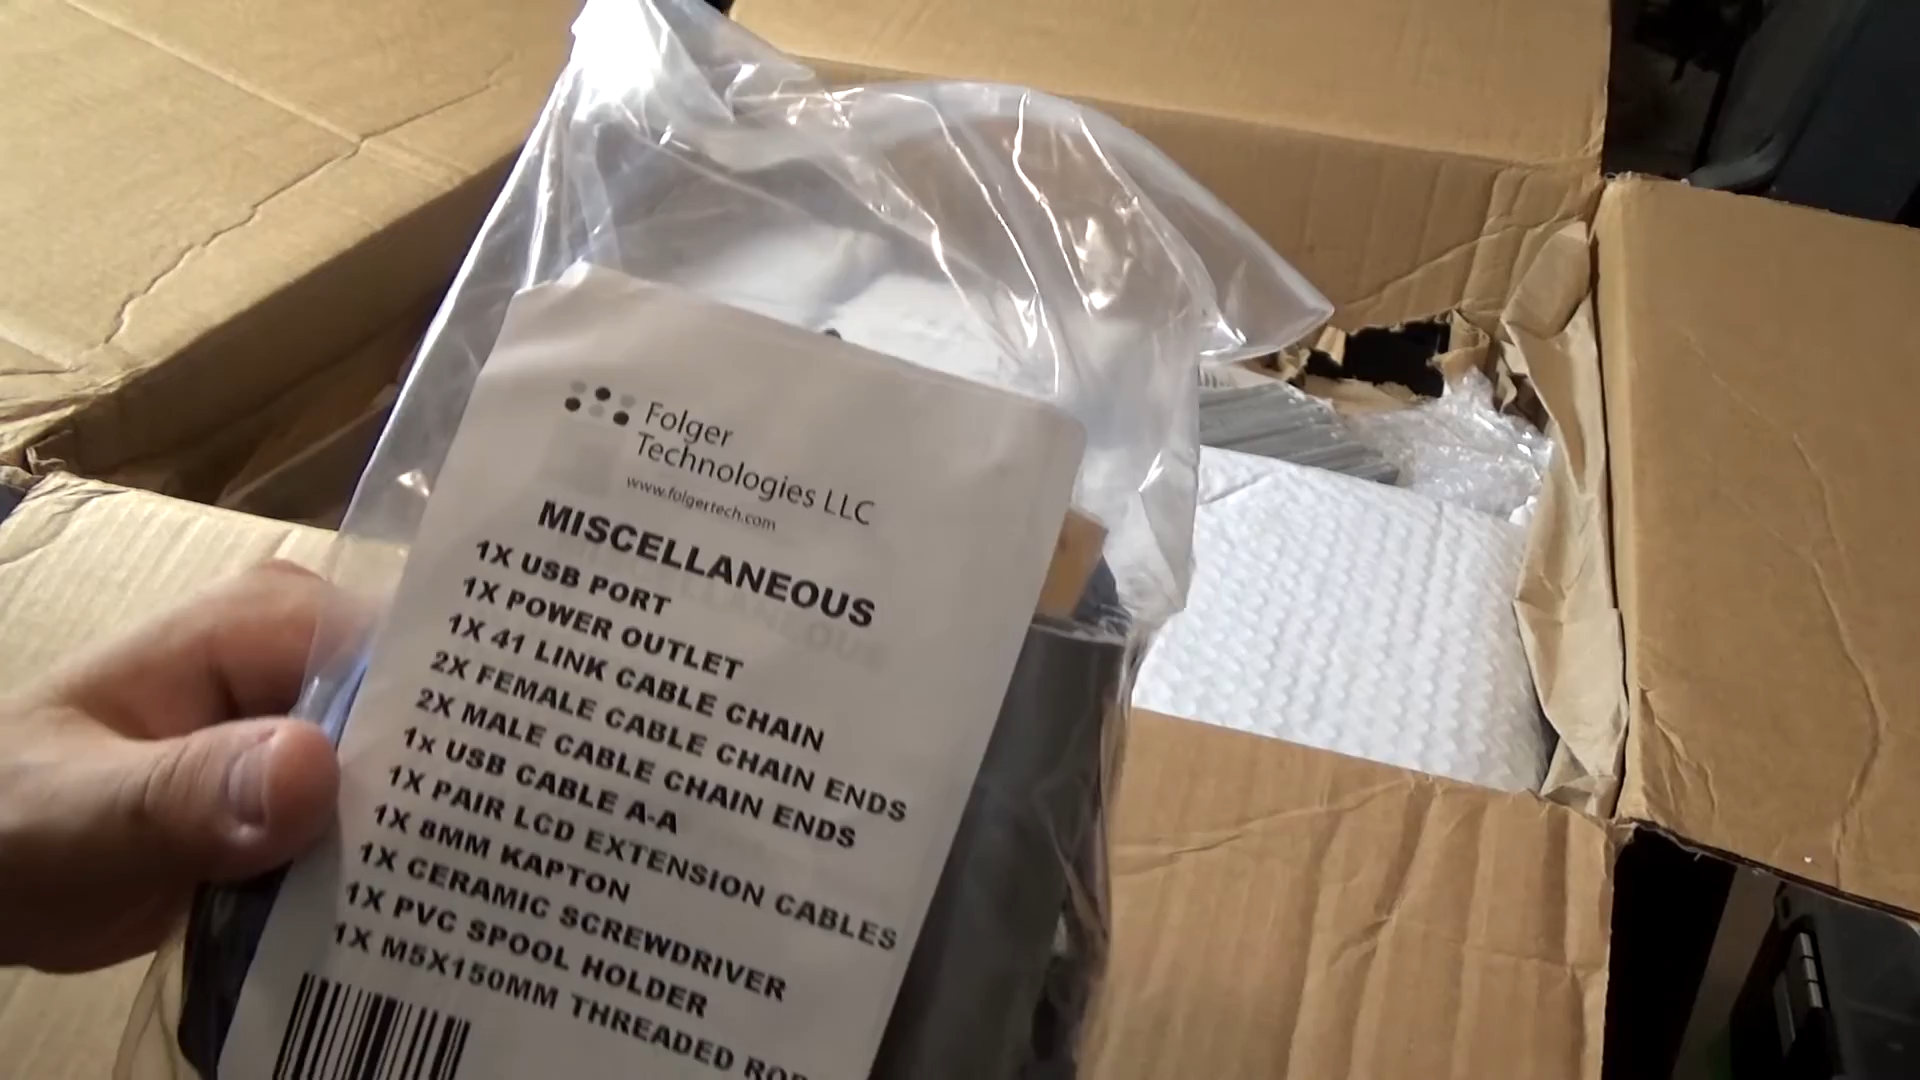 Folger
Technologies LLC
www.folgertech.com
MISCELLANEOUS
1X USB PORT
1X POWER OUTLET
1X 41 LINK CABLE CHAIN
2X FEMALE CABLE CHAIN ENDS
2X MALE CABLE CHAIN ENDS
1x USB CABLE A-A
1X PAIR LCD EXTENSION CABLES
1X 8MM KAPTON
1X CERAMIC SCREWDRIVER
1X PVC SPOOL HOLDER
1X M5X150MM THREADED